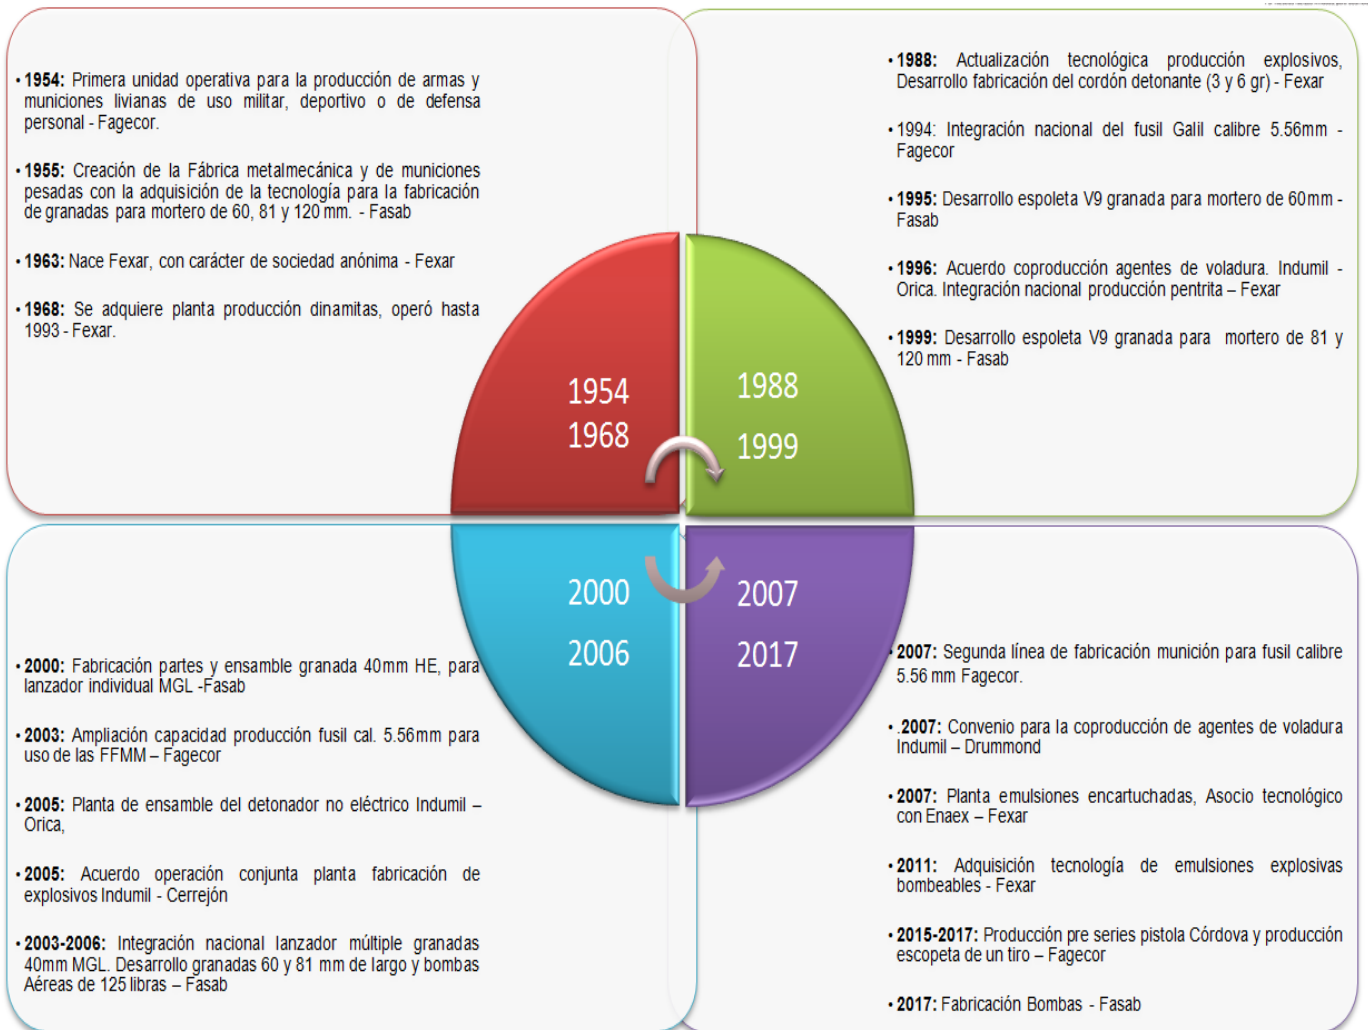 • 1954: Primera unidad operativa para la producción de armas y
municiones livianas de uso militar, deportivo o de defensa
personal - Fagecor.
• 1955: Creación de la Fábrica metalmecánica y de municiones
pesadas con la adquisición de la tecnología para la fabricación
de granadas para mortero de 60, 81 y 120 mm. - Fasab
• 1963: Nace Fexar, con carácter de sociedad anónima - Fexar
• 1968: Se adquiere planta producción dinamitas, operó hasta
1993 - Fexar.
• 1988: Actualización tecnológica producción explosivos,
Desarrollo fabricación del cordón detonante (3 y 6 gr) - Fexar
• 1994: Integración nacional del fusil Galil calibre 5.56mm -
Fagecor
• 1995: Desarrollo espoleta V9 granada para mortero de 60mm -
Fasab
• 1996: Acuerdo coproducción agentes de voladura. Indumil -
Orica. Integración nacional producción pentrita – Fexar
• 1999: Desarrollo espoleta V9 granada para mortero de 81 y
120 mm - Fasab
1954
1968
1988
1999
2000
2006
2007
2017
• 2000: Fabricación partes y ensamble granada 40mm HE, para
lanzador individual MGL -Fasab
• 2003: Ampliación capacidad producción fusil cal. 5.56mm para
uso de las FFMM – Fagecor
• 2005: Planta de ensamble del detonador no eléctrico Indumil –
Orica,
• 2005: Acuerdo operación conjunta planta fabricación de
explosivos Indumil - Cerrejón
• 2003-2006: Integración nacional lanzador múltiple granadas
40mm MGL. Desarrollo granadas 60 y 81 mm de largo y bombas
Aéreas de 125 libras – Fasab
• 2007: Segunda línea de fabricación munición para fusil calibre
5.56 mm Fagecor.
• .2007: Convenio para la coproducción de agentes de voladura
Indumil – Drummond
• 2007: Planta emulsiones encartuchadas, Asocio tecnológico
con Enaex – Fexar
• 2011: Adquisición tecnología de emulsiones explosivas
bombeables - Fexar
• 2015-2017: Producción pre series pistola Córdova y producción
escopeta de un tiro – Fagecor
• 2017: Fabricación Bombas - Fasab